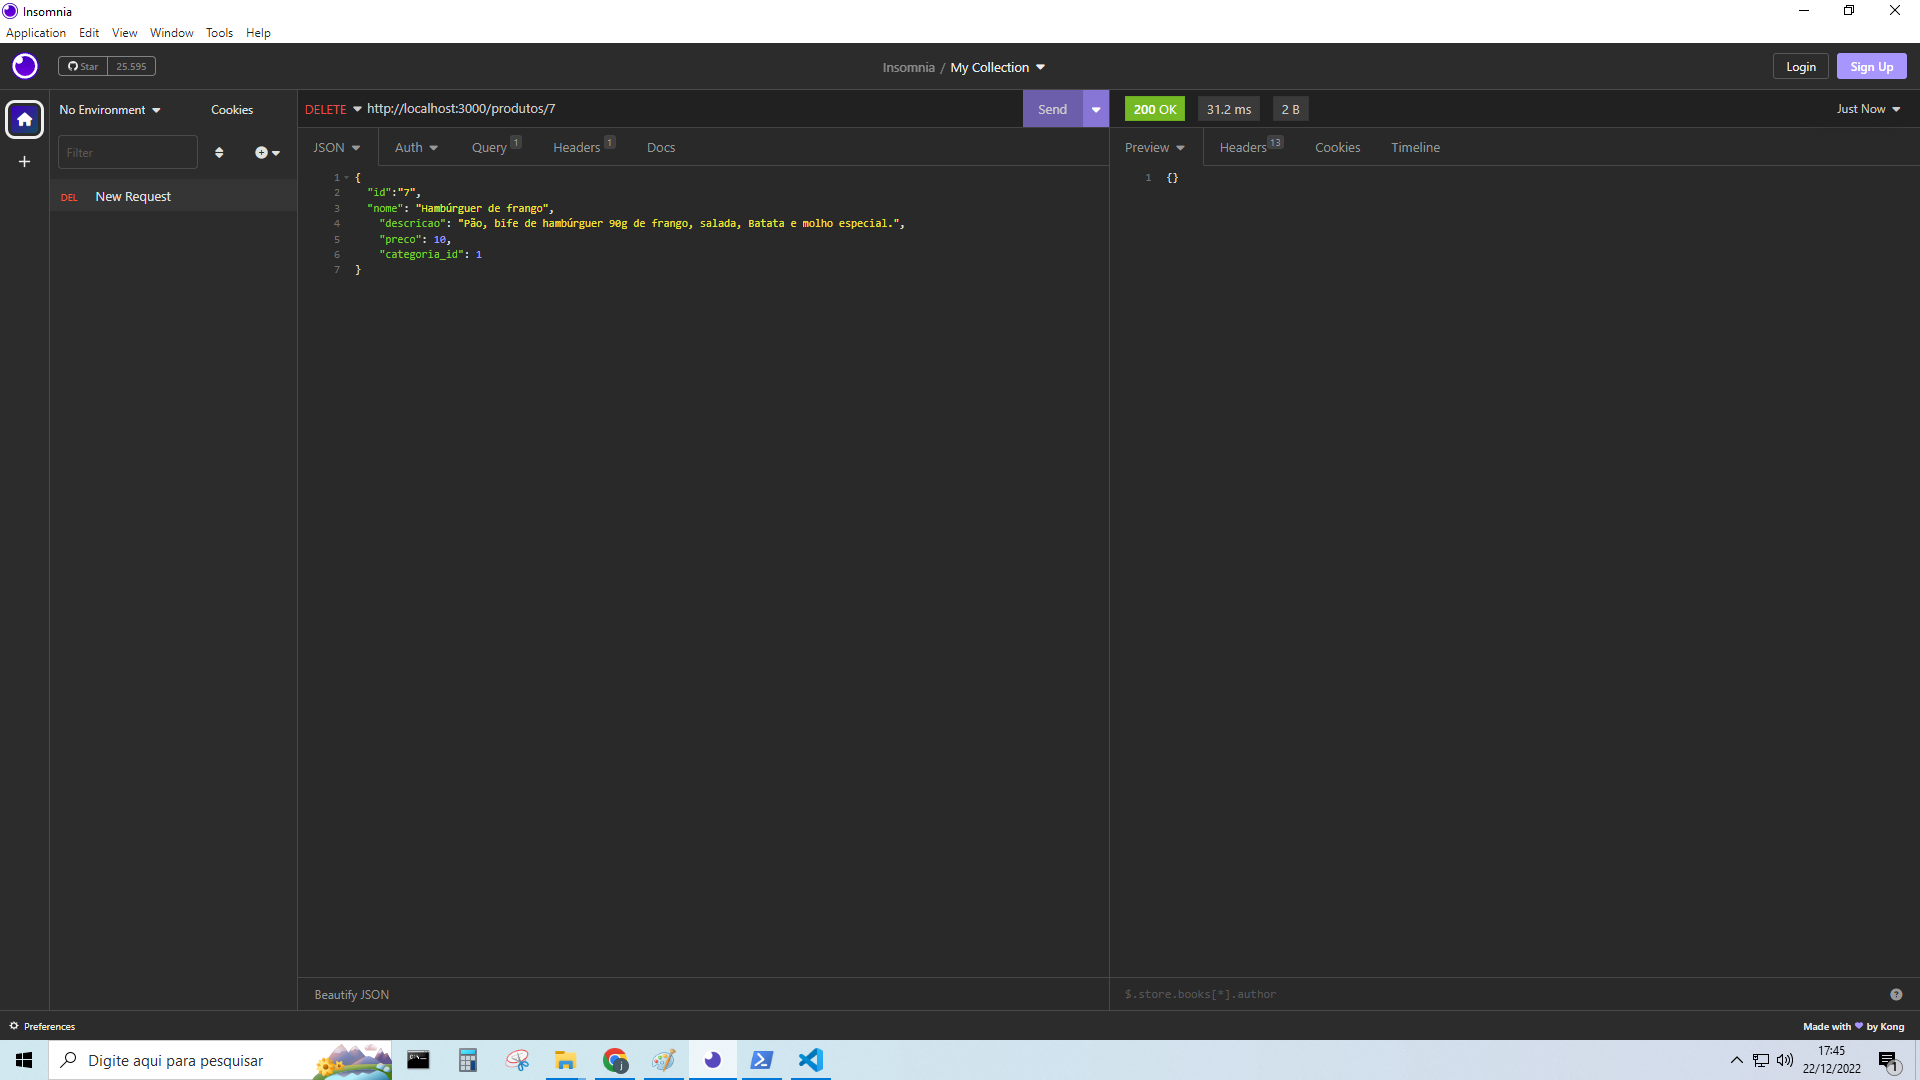 Insomnia
Application Edit View Window Tools Help
Star 25.595
Insomnia / My Collection
Login Sign Up
No Environment Cookies
DELETE http://localhost:3000/produtos/7 Send
200 OK 31.2 ms 2 B Just Now
Filter
JSON Auth Query 1 Headers 1 Docs
Preview Headers 13 Cookies Timeline
DEL New Request
1 {
2 "id":"7",
3 "nome": "Hambúrguer de frango",
4 "descricao": "Pão, bife de hambúrguer 90g de frango, salada, Batata e molho especial.",
5 "preco": 10,
6 "categoria_id": 1
7 }
1 {}
Beautify JSON
$.store.books[*].author
Preferences
Made with ♥ by Kong
Digite aqui para pesquisar
17:45
22/12/2022
1